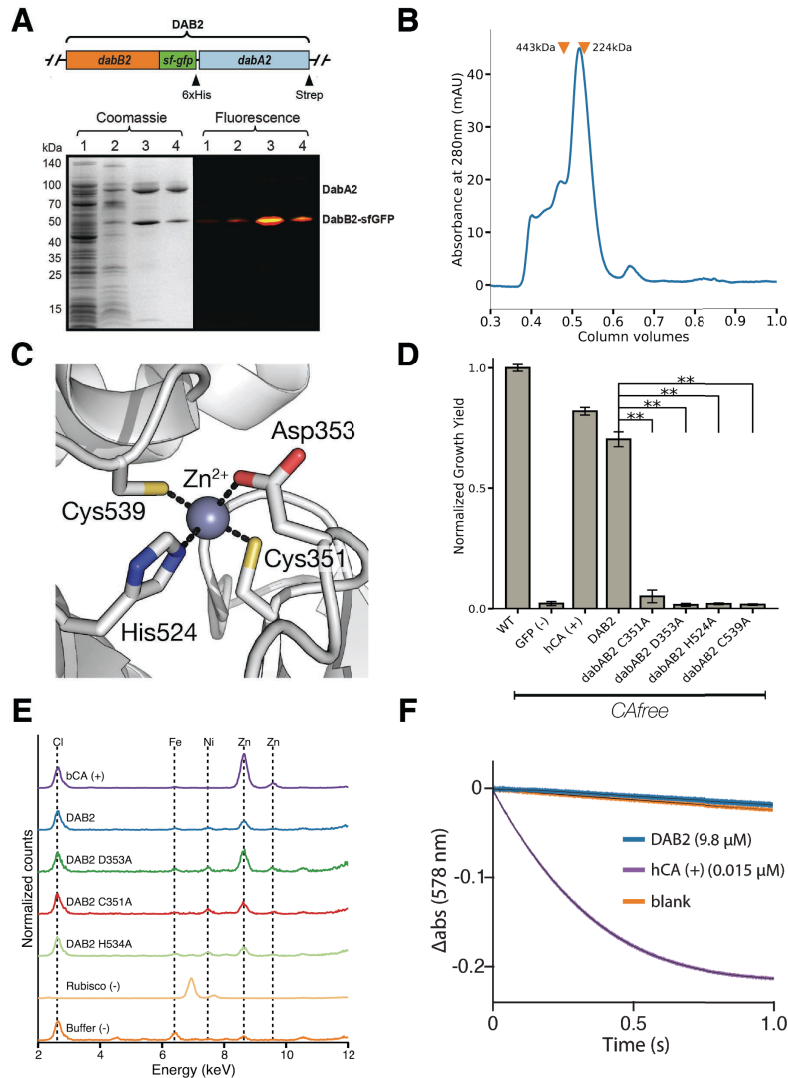 A
DAB2
dabB2
sf-gfp
dabA2
6xHis
Strep
Coomassie
Fluorescence
kDa
1 2 3 4 1 2 3 4
140
100
70
50
40
35
25
15
DabA2
DabB2-sfGFP
B
443kDa
224kDa
Absorbance at 280nm (mAU)
40
30
20
10
0
0.3 0.4 0.5 0.6 0.7 0.8 0.9 1.0
Column volumes
C
Asp353
Zn2+
Cys539
Cys351
His524
D
Normalized Growth Yield
1.0
0.5
0.0
**
**
**
**
WT
GFP (-)
hCA (+)
DAB2
dabAB2 C351A
dabAB2 D353A
dabAB2 H524A
dabAB2 C539A
CAfree
E
Normalized counts
Cl Fe Ni Zn Zn
bCA (+)
DAB2
DAB2 D353A
DAB2 C351A
DAB2 H534A
Rubisco (-)
Buffer (-)
2 4 6 8 10 12
Energy (keV)
F
Δabs (578 nm)
0
-0.1
-0.2
DAB2 (9.8 μM)
hCA (+) (0.015 μM)
blank
0 0.5 1.0
Time (s)